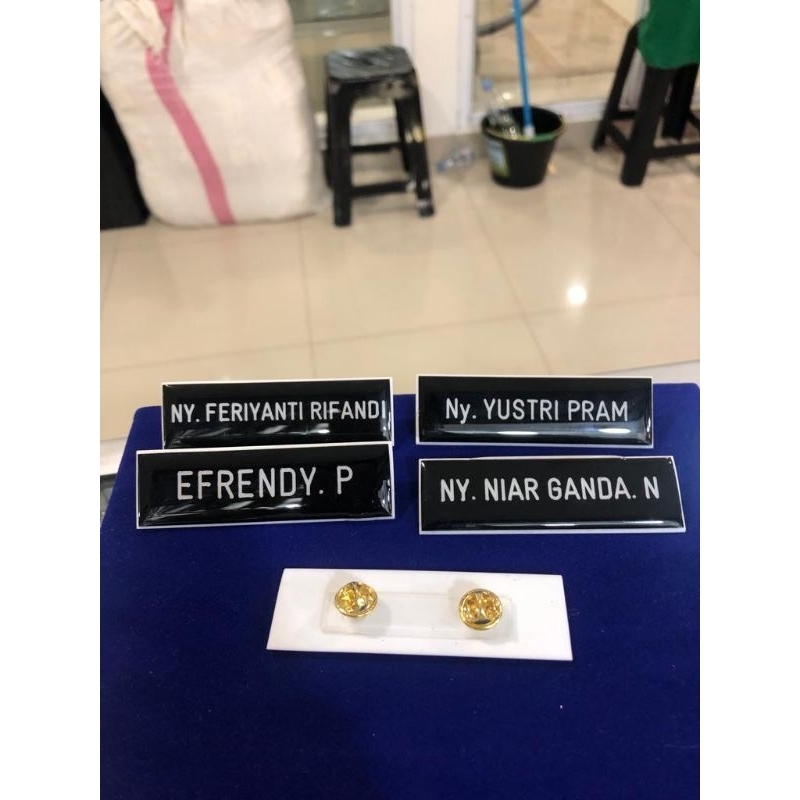 NY. FERIYANTI RIFANDI
Ny. YUSTRI PRAM
EFRENDY. P
NY. NIAR GANDA. N